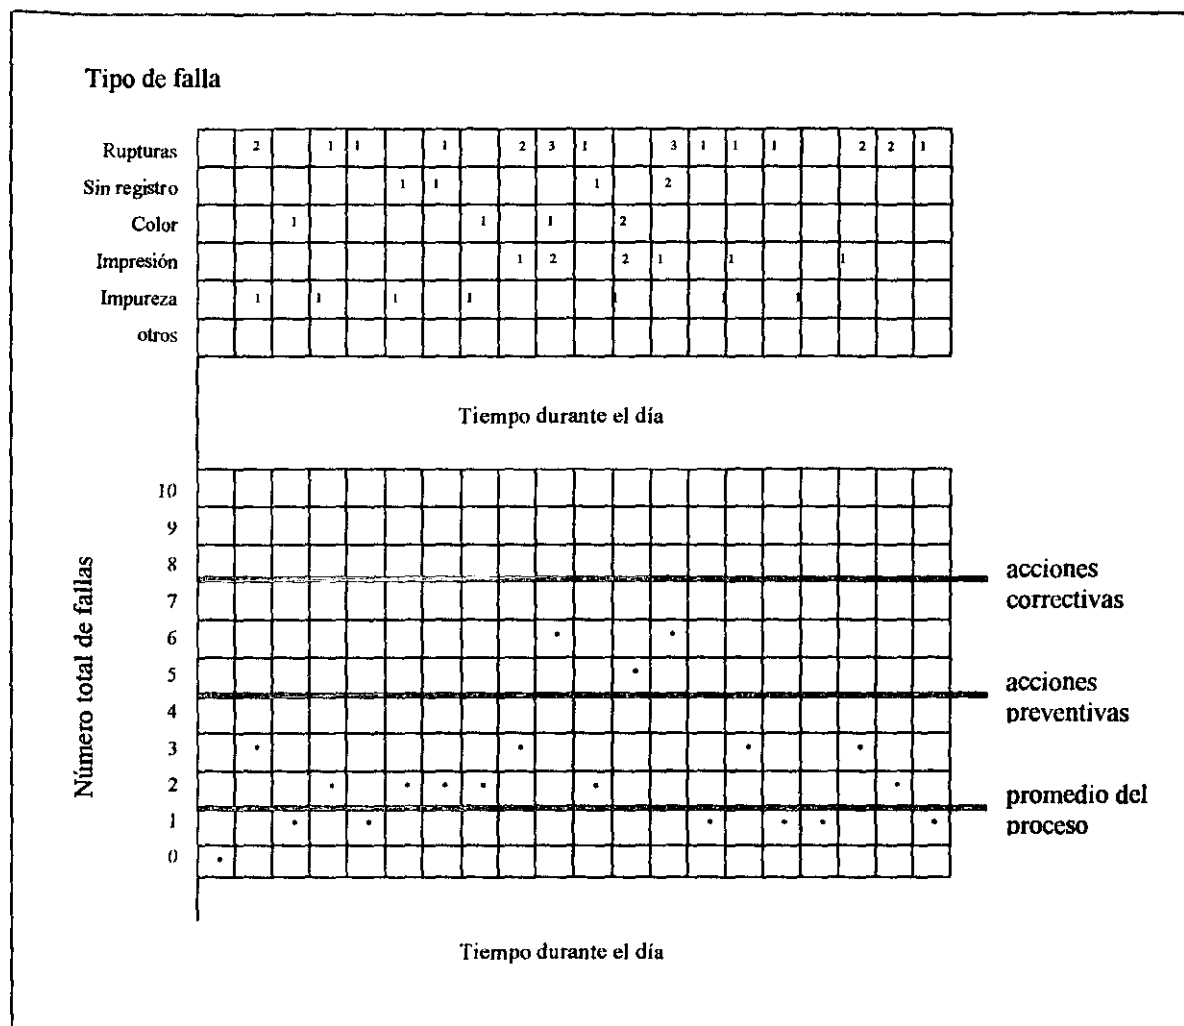 Tipo de falla
Rupturas 2 1 1 1 2 3 1 3 1 1 1 2 2 1
Sin registro 1 1 1 2
Color 1 1 1 2
Impresión 1 2 2 1 1 1
Impureza 1 1 1 1 1 1 1
otros
Tiempo durante el día
Número total de fallas
10
9
8
7
6
5
4
3
2
1
0
acciones
correctivas
acciones
preventivas
promedio del
proceso
Tiempo durante el día